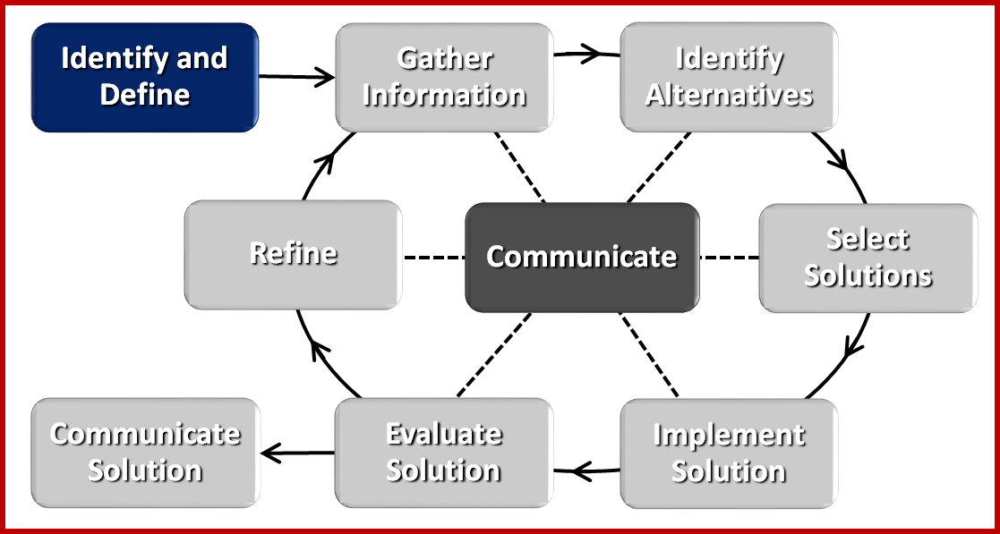 Identify and
Define
Gather
Information
Identify
Alternatives
Refine
Communicate
Select
Solutions
Communicate
Solution
Evaluate
Solution
Implement
Solution